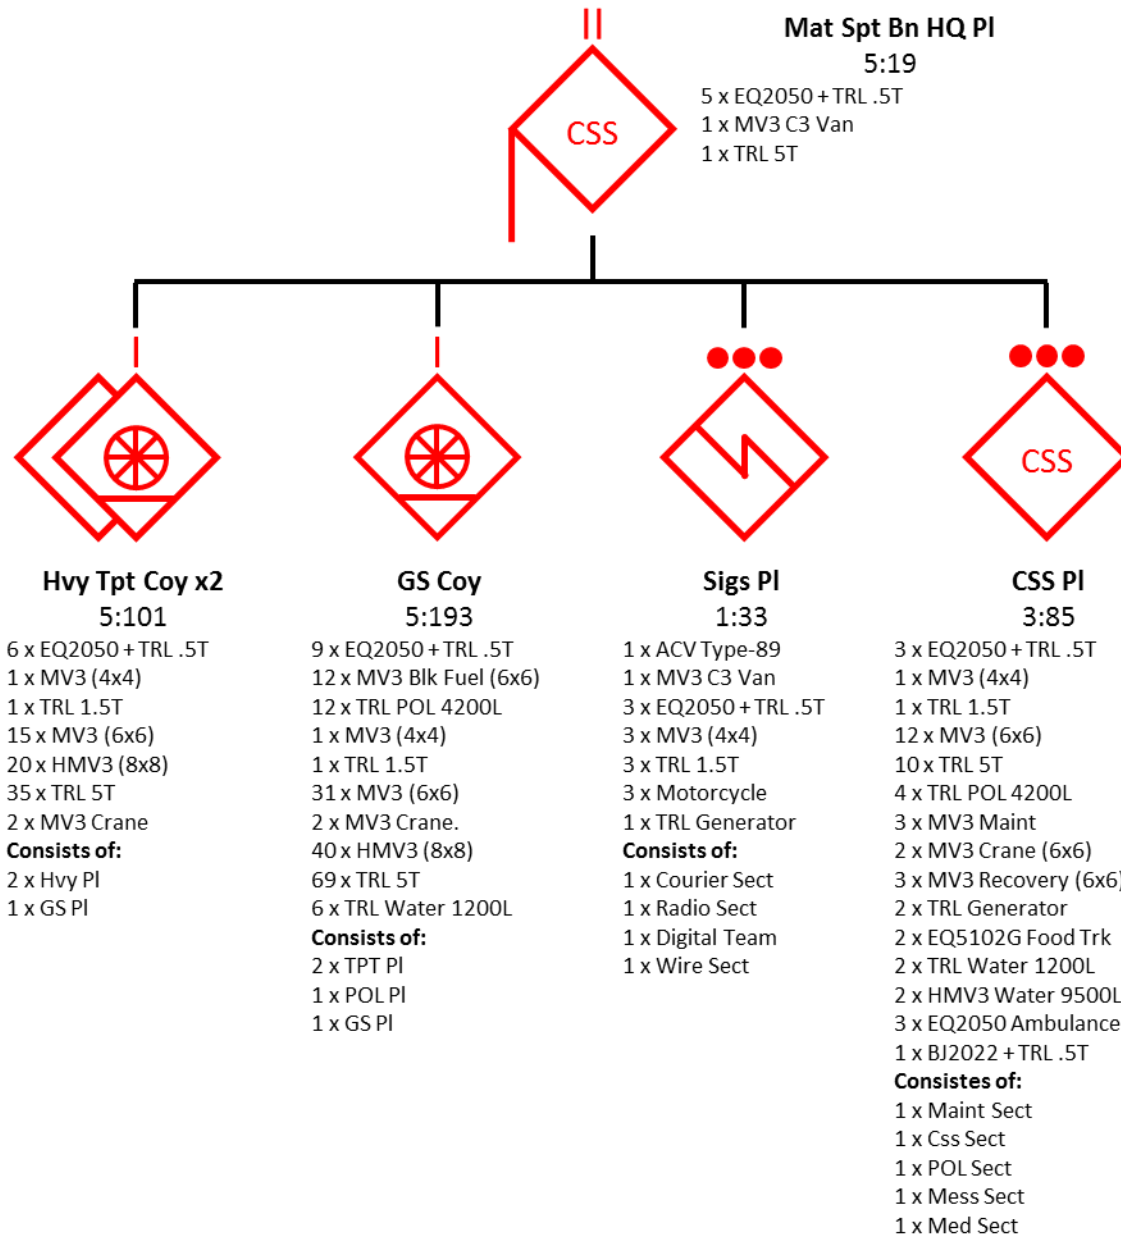 Mat Spt Bn HQ Pl
5:19
5 x EQ2050 + TRL .5T
1 x MV3 C3 Van
1 x TRL 5T
CSS
Hvy Tpt Coy x2
5:101
6 x EQ2050 + TRL .5T
1 x MV3 (4x4)
1 x TRL 1.5T
15 x MV3 (6x6)
20 x HMV3 (8x8)
35 x TRL 5T
2 x MV3 Crane
Consists of:
2 x Hvy Pl
1 x GS Pl
GS Coy
5:193
9 x EQ2050 + TRL .5T
12 x MV3 Blk Fuel (6x6)
12 x TRL POL 4200L
1 x MV3 (4x4)
1 x TRL 1.5T
31 x MV3 (6x6)
2 x MV3 Crane.
40 x HMV3 (8x8)
69 x TRL 5T
6 x TRL Water 1200L
Consists of:
2 x TPT Pl
1 x POL Pl
1 x GS Pl
Sigs Pl
1:33
1 x ACV Type-89
1 x MV3 C3 Van
3 x EQ2050 + TRL .5T
3 x MV3 (4x4)
3 x TRL 1.5T
3 x Motorcycle
1 x TRL Generator
Consists of:
1 x Courier Sect
1 x Radio Sect
1 x Digital Team
1 x Wire Sect
CSS
CSS Pl
3:85
3 x EQ2050 + TRL .5T
1 x MV3 (4x4)
1 x TRL 1.5T
12 x MV3 (6x6)
10 x TRL 5T
4 x TRL POL 4200L
3 x MV3 Maint
2 x MV3 Crane (6x6)
3 x MV3 Recovery (6x6)
2 x TRL Generator
2 x EQ5102G Food Trk
2 x TRL Water 1200L
2 x HMV3 Water 9500L
3 x EQ2050 Ambulance
1 x BJ2022 + TRL .5T
Consistes of:
1 x Maint Sect
1 x Css Sect
1 x POL Sect
1 x Mess Sect
1 x Med Sect